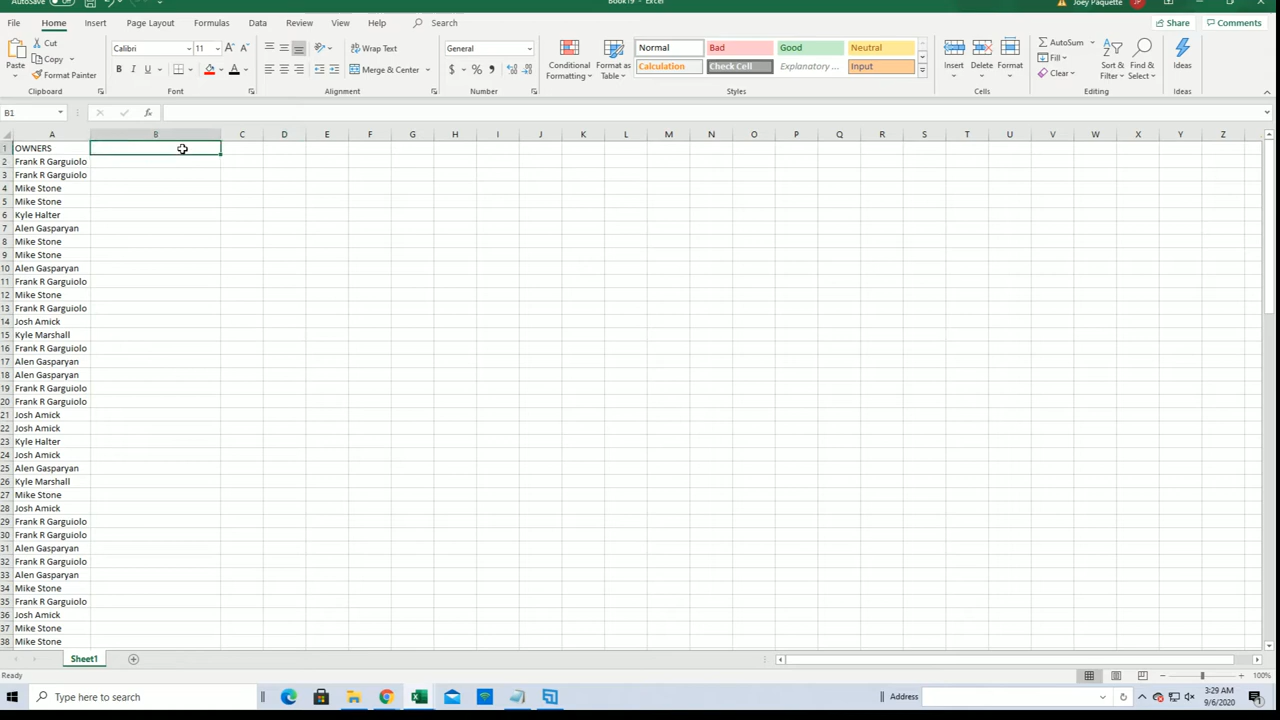 AutoSave Off Book19 - Excel Joey Paquette JP
File Home Insert Page Layout Formulas Data Review View Help Search Share Comments
Paste Cut Copy Format Painter Clipboard
Calibri 11 A A B I U A Font
Wrap Text Merge & Center Alignment
General $ % , Number
Conditional Formatting Format as Table
Normal Bad Good Neutral
Calculation Check Cell Explanatory ... Input
Styles
Insert Delete Format Cells
AutoSum Fill Clear Sort & Filter Find & Select Editing
Ideas Ideas
B1 fx
A B C D E F G H I J K L M N O P Q R S T U V W X Y Z
1 OWNERS
2 Frank R Garguiolo
3 Frank R Garguiolo
4 Mike Stone
5 Mike Stone
6 Kyle Halter
7 Alen Gasparyan
8 Mike Stone
9 Mike Stone
10 Alen Gasparyan
11 Frank R Garguiolo
12 Mike Stone
13 Frank R Garguiolo
14 Josh Amick
15 Kyle Marshall
16 Frank R Garguiolo
17 Alen Gasparyan
18 Alen Gasparyan
19 Frank R Garguiolo
20 Frank R Garguiolo
21 Josh Amick
22 Josh Amick
23 Kyle Halter
24 Josh Amick
25 Alen Gasparyan
26 Kyle Marshall
27 Mike Stone
28 Josh Amick
29 Frank R Garguiolo
30 Frank R Garguiolo
31 Alen Gasparyan
32 Frank R Garguiolo
33 Alen Gasparyan
34 Mike Stone
35 Frank R Garguiolo
36 Josh Amick
37 Mike Stone
38 Mike Stone
Sheet1
Ready 100%
Type here to search Address 3:29 AM
9/6/2020